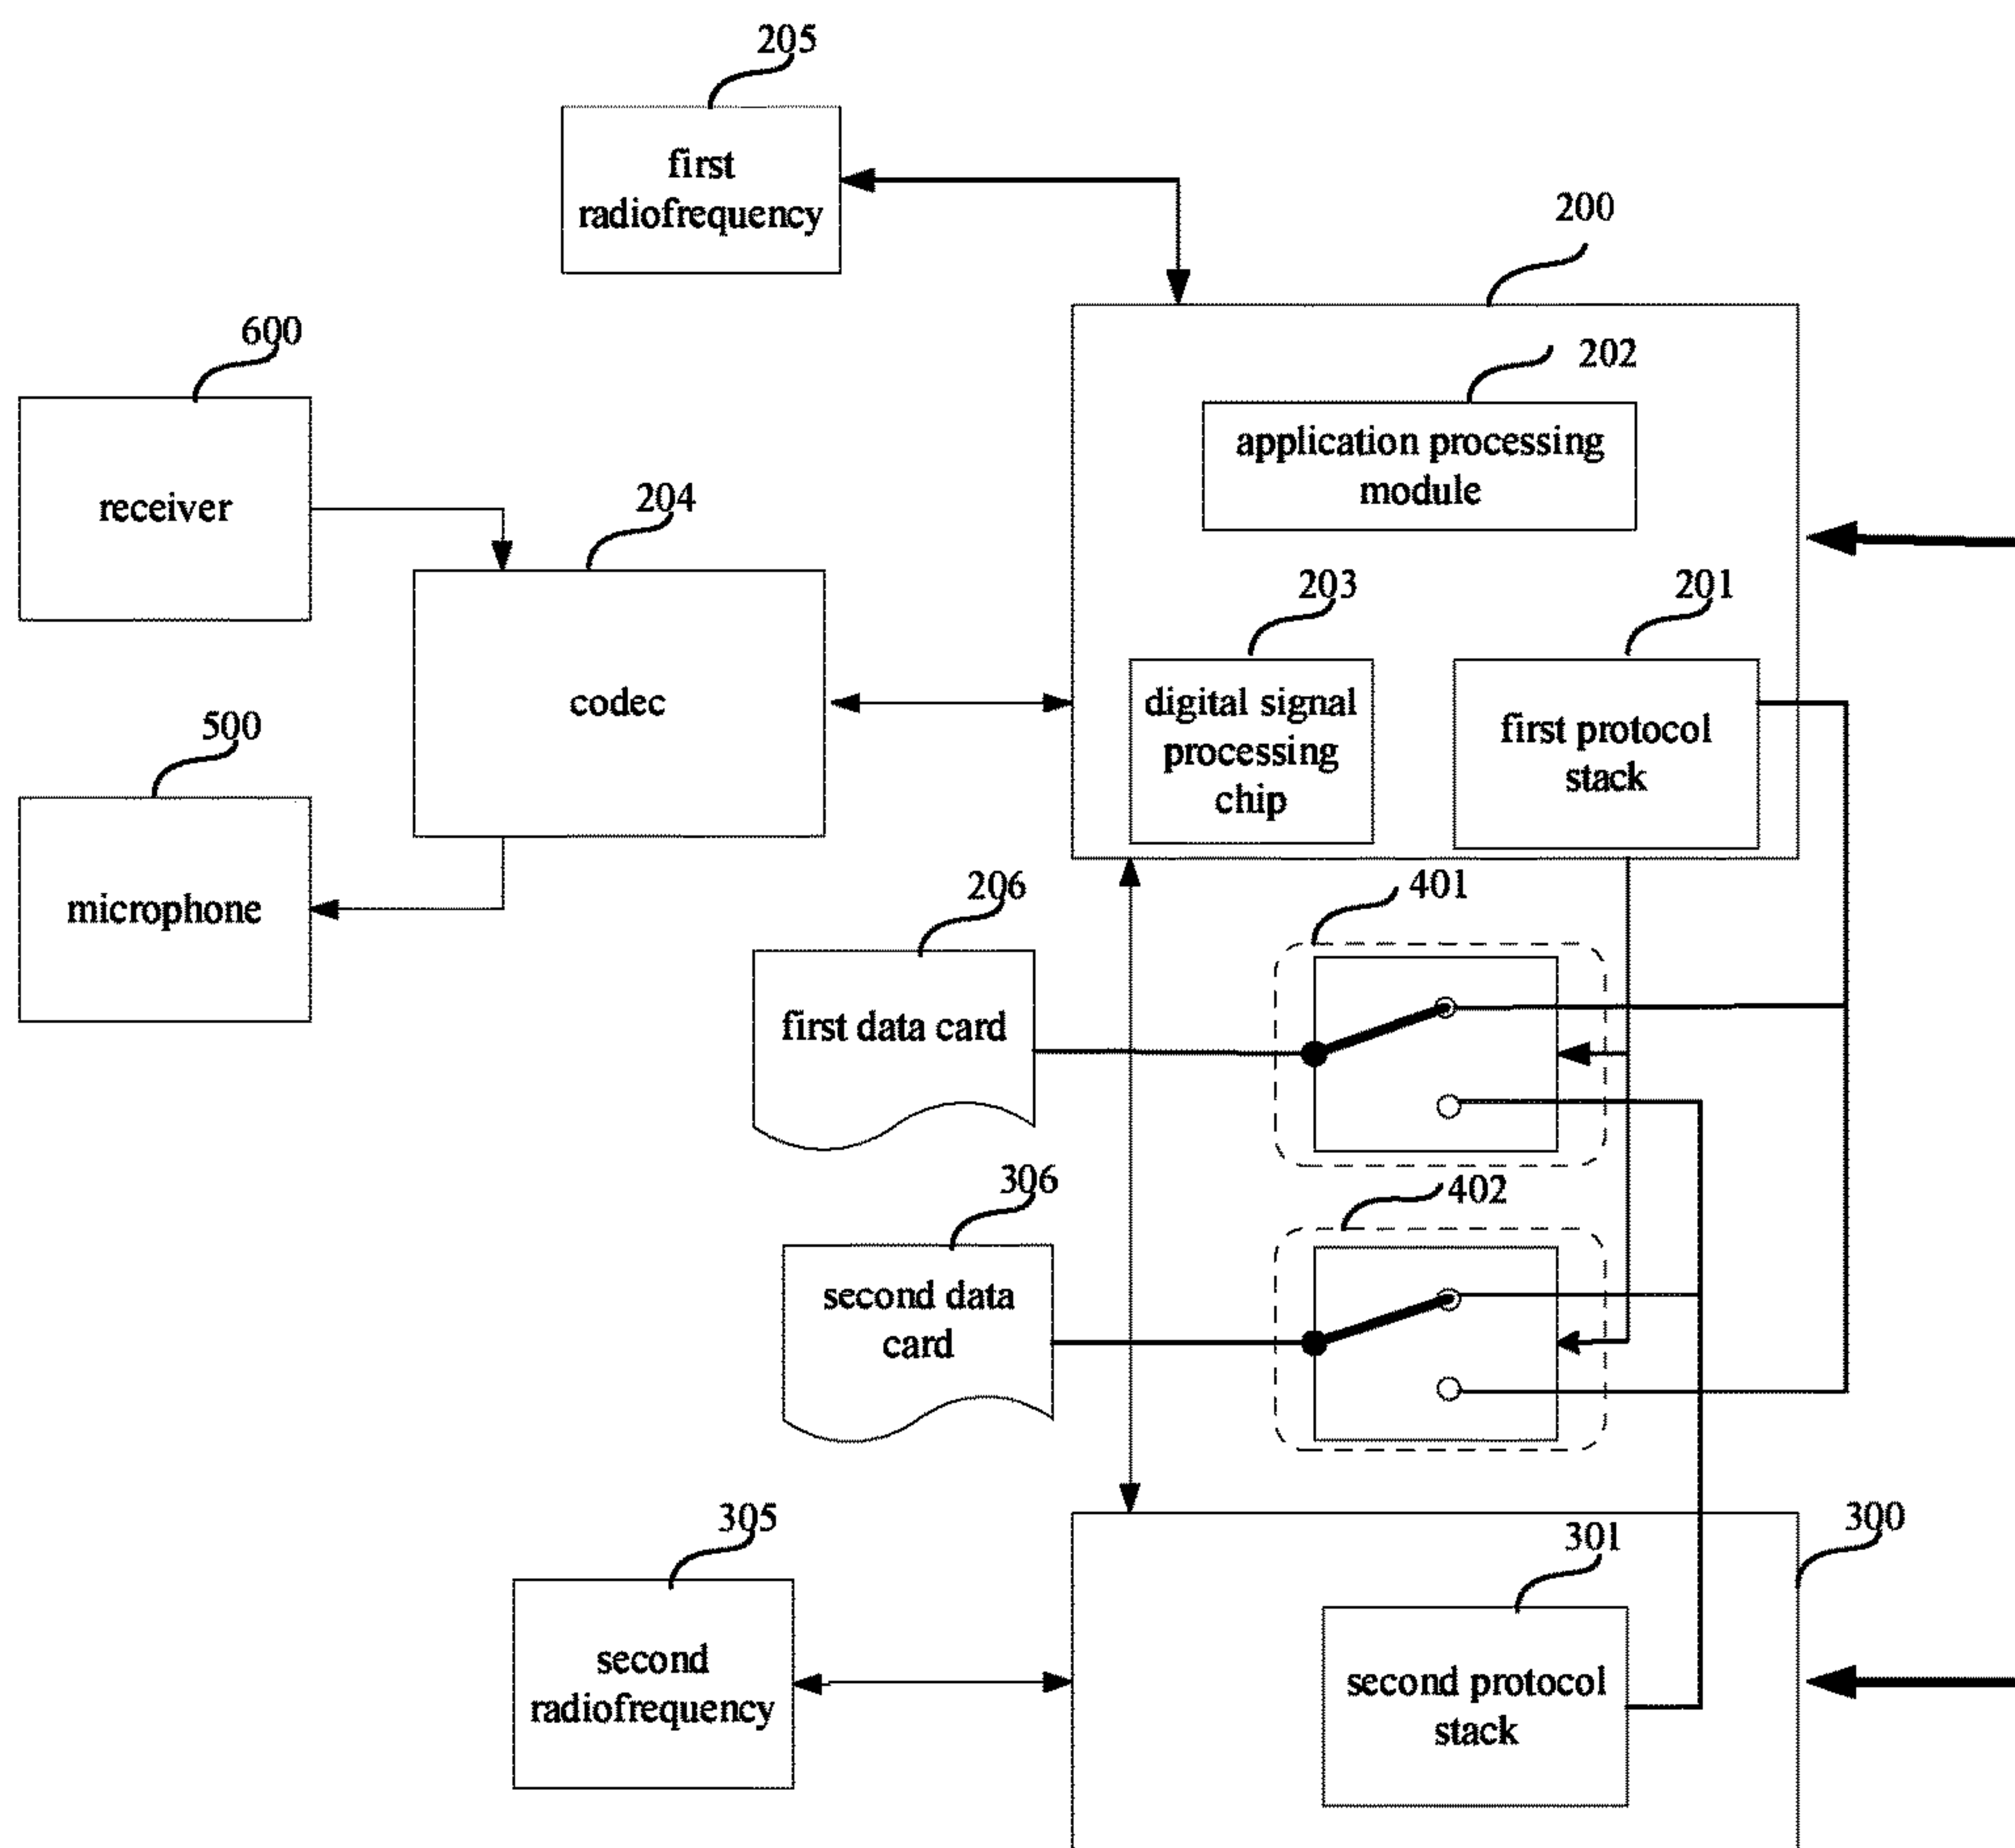 205
first
radiofrequency
200
600
202
application processing
module
receiver
204
203
201
codec
digital signal
processing
chip
first protocol
stack
500
microphone
206
401
first data card
306
402
second data
card
305
300
301
second
radiofrequency
second protocol
stack